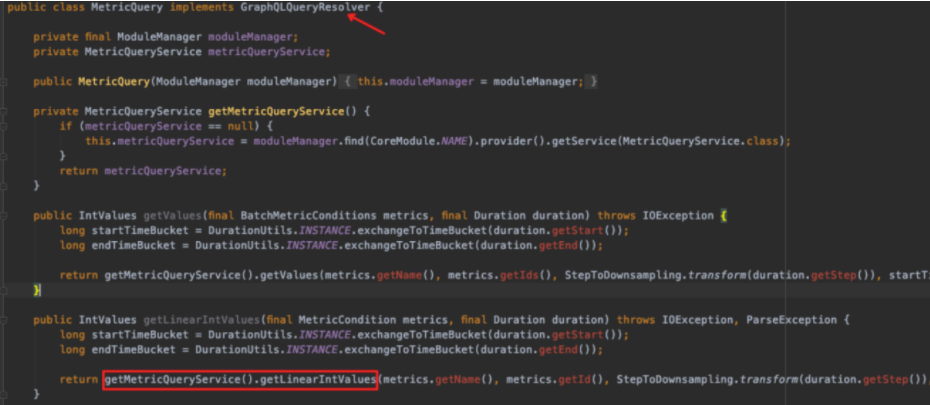 public class MetricQuery implements GraphQLQueryResolver {
private final ModuleManager moduleManager;
private MetricQueryService metricQueryService;
public MetricQuery(ModuleManager moduleManager) { this.moduleManager = moduleManager; }
private MetricQueryService getMetricQueryService() {
if (metricQueryService == null) {
this.metricQueryService = moduleManager.find(CoreModule.NAME).provider().getService(MetricQueryService.class);
}
return metricQueryService;
}
public IntValues getValues(final BatchMetricConditions metrics, final Duration duration) throws IOException {
long startTimeBucket = DurationUtils.INSTANCE.exchangeToTimeBucket(duration.getStart());
long endTimeBucket = DurationUtils.INSTANCE.exchangeToTimeBucket(duration.getEnd());
return getMetricQueryService().getValues(metrics.getName(), metrics.getIds(), StepToDownsampling.transform(duration.getStep()), startTi
}
public IntValues getLinearIntValues(final MetricCondition metrics, final Duration duration) throws IOException, ParseException {
long startTimeBucket = DurationUtils.INSTANCE.exchangeToTimeBucket(duration.getStart());
long endTimeBucket = DurationUtils.INSTANCE.exchangeToTimeBucket(duration.getEnd());
return getMetricQueryService().getLinearIntValues(metrics.getName(), metrics.getId(), StepToDownsampling.transform(duration.getStep())
}